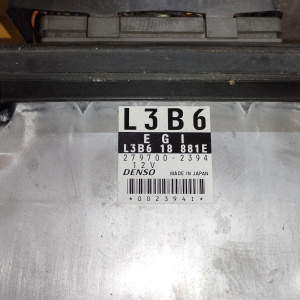 L3B6
EGI
L3B6 18 881E
279700-2394
12V
DENSO MADE IN JAPAN
*0023941*